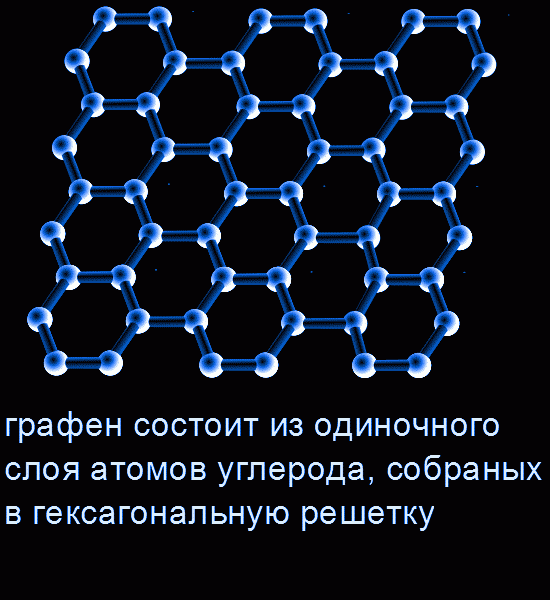 графен состоит из одиночного
слоя атомов углерода, собраных
в гексагональную решетку